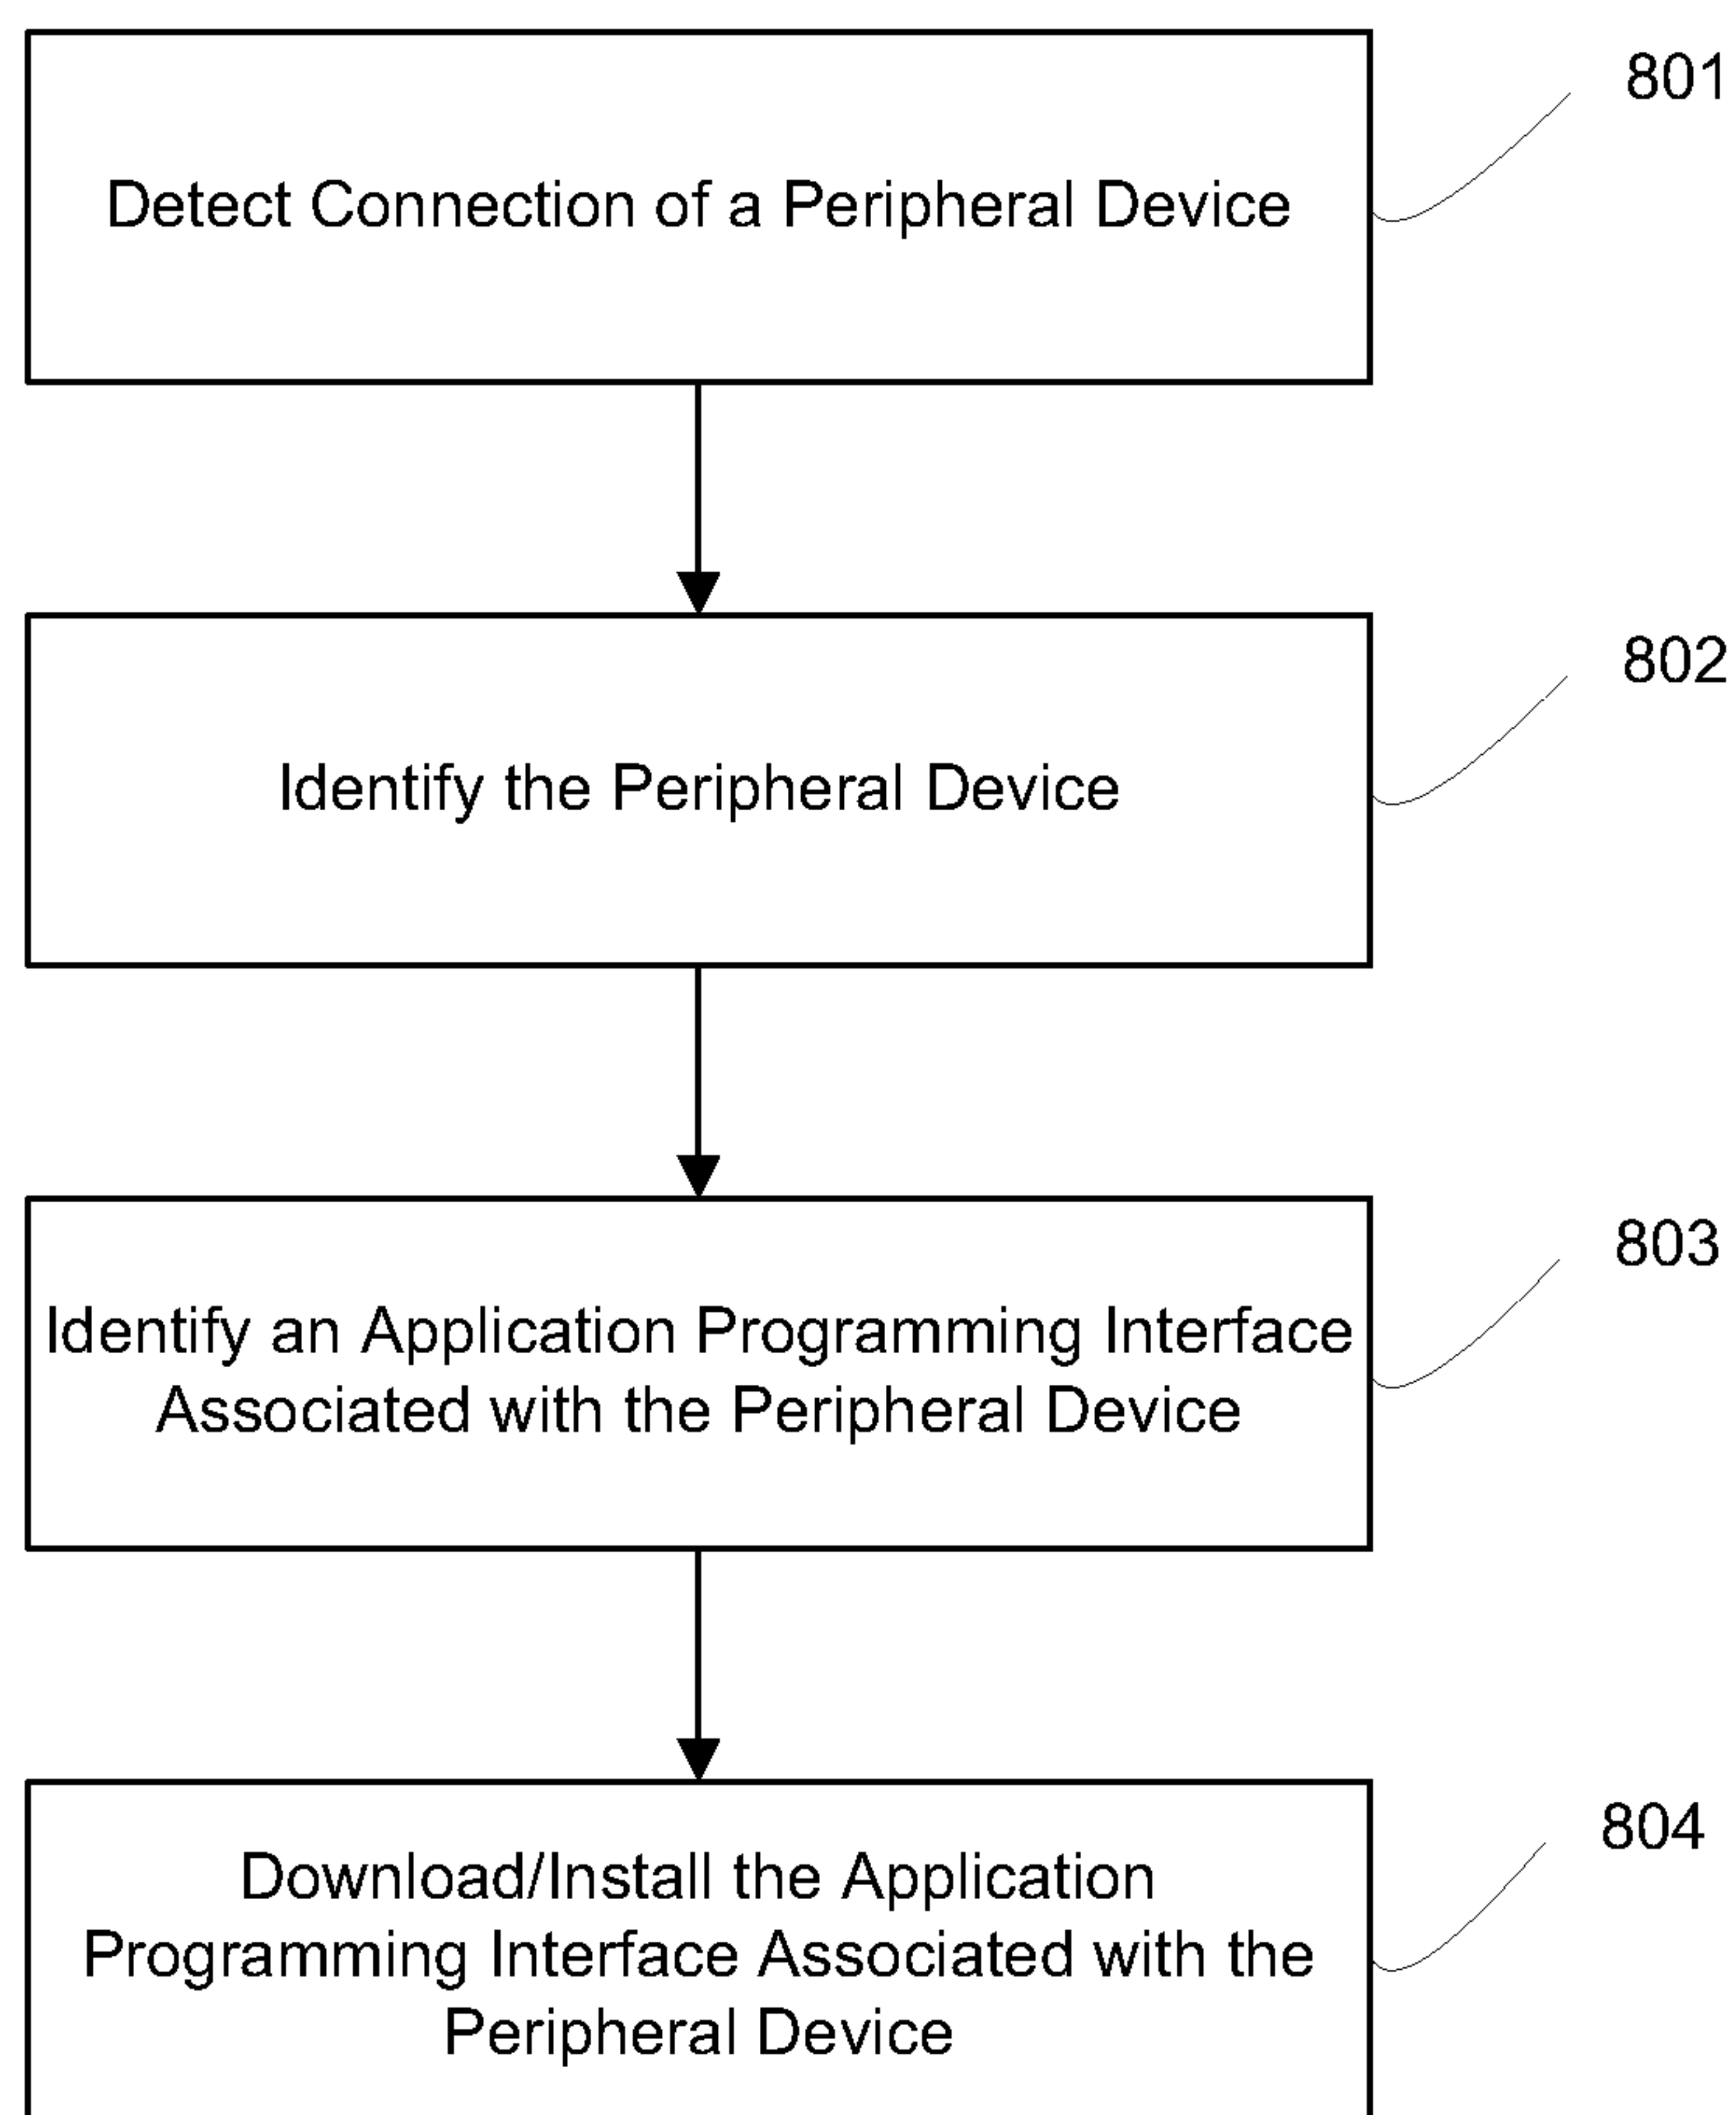 801
Detect Connection of a Peripheral Device
802
Identify the Peripheral Device
803
Identify an Application Programming Interface
Associated with the Peripheral Device
804
Download/Install the Application
Programming Interface Associated with the
Peripheral Device